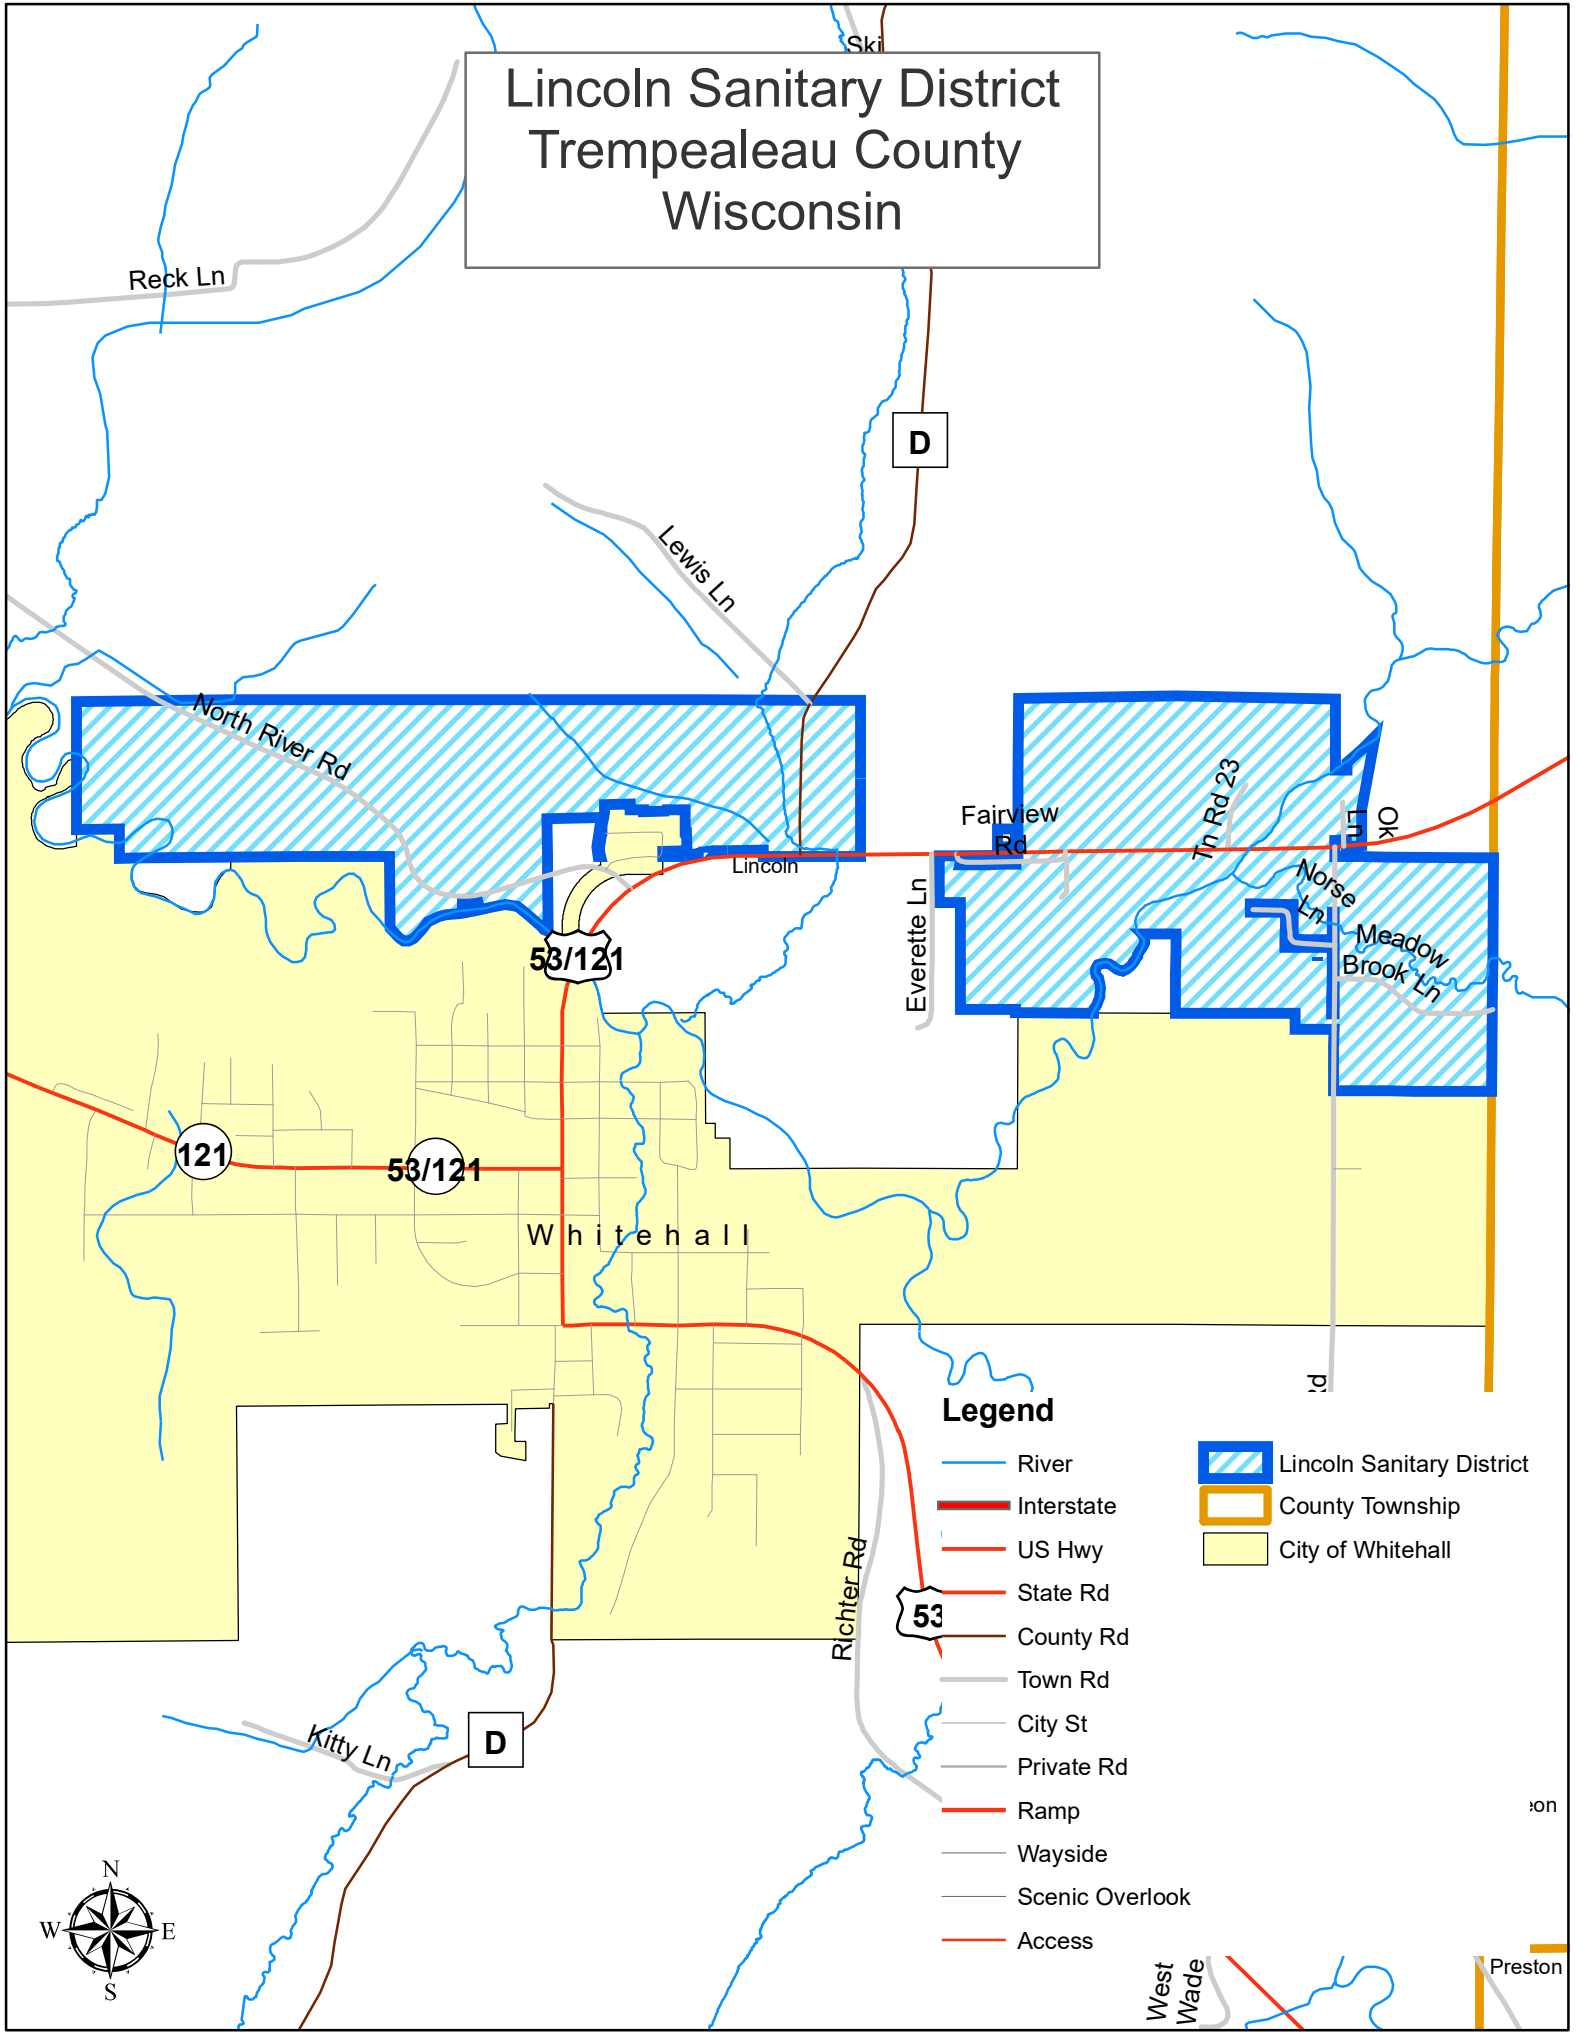 Ski
Lincoln Sanitary District
Trempealeau County
Wisconsin
Reck Ln
D
Lewis Ln
North River Rd
Tn Rd 23
Fairview
Rd
Ok
Ln
Lincoln
Norse
Ln
Everette Ln
Meadow
Brook Ln
53/121
121
53/121
Whitehall
Rd
Legend
River
Interstate
US Hwy
State Rd
County Rd
Town Rd
City St
Private Rd
Ramp
Wayside
Scenic Overlook
Access
Lincoln Sanitary District
County Township
City of Whitehall
Richter Rd
53
Kitty Ln
D
N
W E
S
West
Wade
Preston